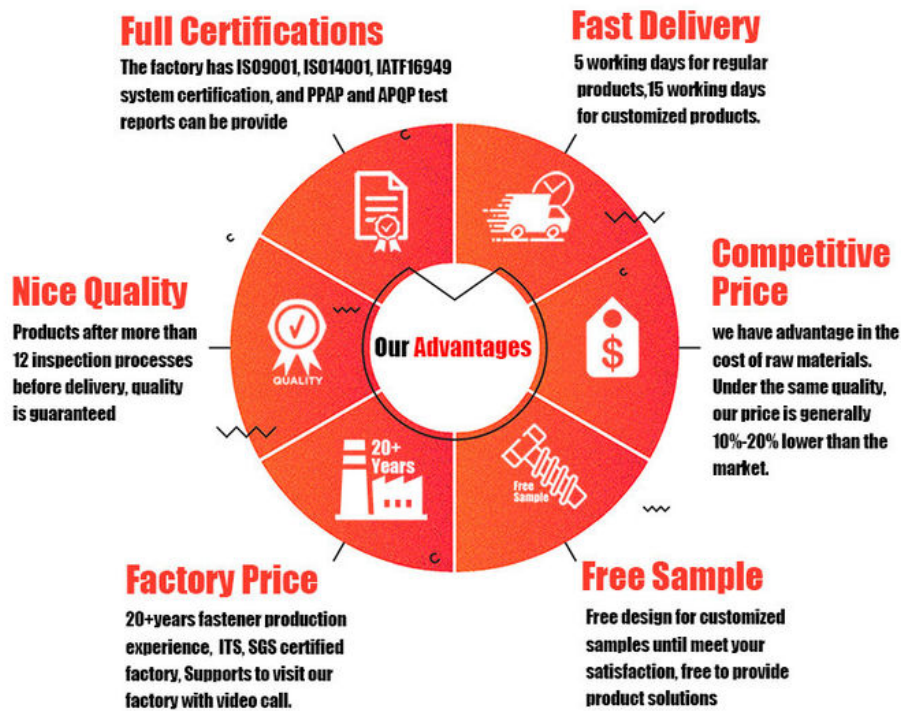 Full Certifications
The factory has ISO9001, ISO14001, IATF16949
system certification, and PPAP and APQP test
reports can be provide
Fast Delivery
5 working days for regular
products,15 working days
for customized products.
Nice Quality
Products after more than
12 inspection processes
before delivery, quality
is guaranteed
QUALITY
Our Advantages
$
Competitive
Price
we have advantage in the
cost of raw materials.
Under the same quality,
our price is generally
10%-20% lower than the
market.
20+
Years
Factory Price
20+years fastener production
experience, ITS, SGS certified
factory, Supports to visit our
factory with video call.
Free
Sample
Free Sample
Free design for customized
samples until meet your
satisfaction, free to provide
product solutions